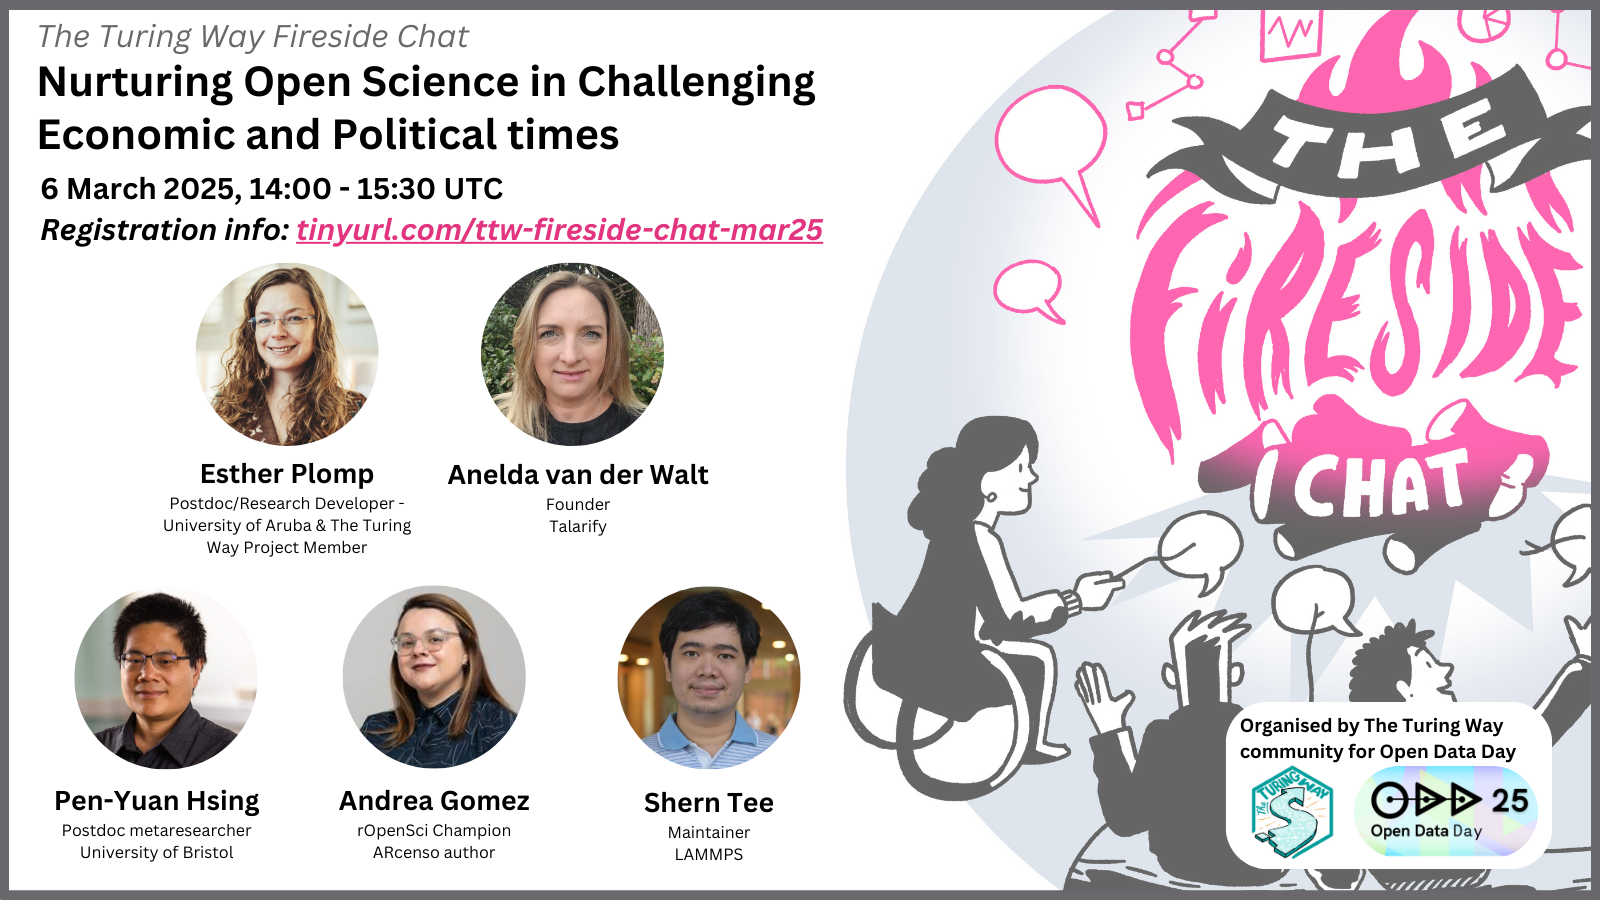 The Turing Way Fireside Chat
Nurturing Open Science in Challenging
Economic and Political times
6 March 2025, 14:00 - 15:30 UTC
Registration info: tinyurl.com/ttw-fireside-chat-mar25
Esther Plomp
Postdoc/Research Developer -
University of Aruba & The Turing
Way Project Member
Anelda van der Walt
Founder
Talarify
Pen-Yuan Hsing
Postdoc metaresearcher
University of Bristol
Andrea Gomez
rOpenSci Champion
ARcenso author
Shern Tee
Maintainer
LAMMPS
THE
FIRESIDE
CHAT
Organised by The Turing Way
community for Open Data Day
The TURING WAY
25
Open Data Day